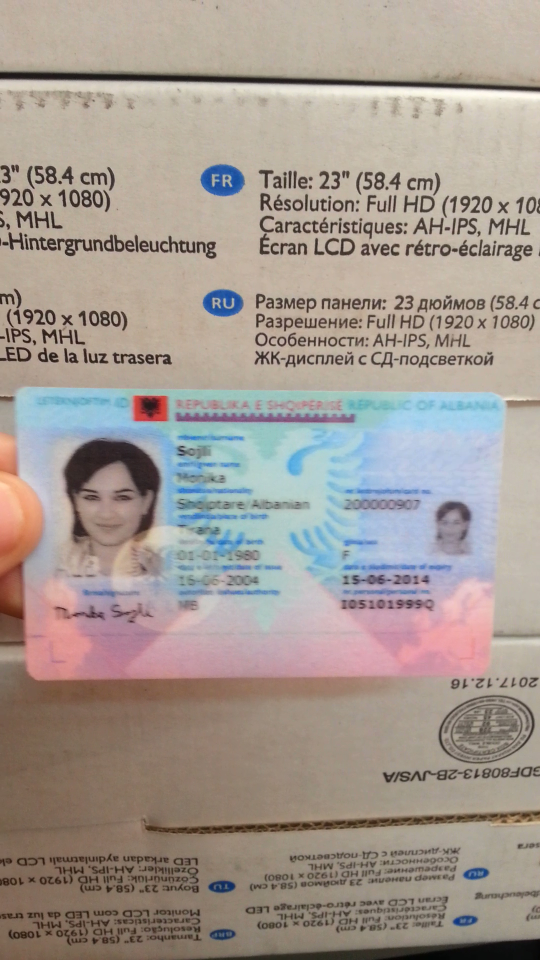 3" (58.4 cm)
920 x 1080)
S, MHL
-Hintergrundbeleuchtung
FR
Taille: 23" (58.4 cm)
Résolution: Full HD (1920 x 108
Caractéristiques: AH-IPS, MHL
Écran LCD avec rétro-éclairage
m)
(1920 x 1080)
-IPS, MHL
LED de la luz trasera
RU
Размер панели: 23 дюймов (58.4 c
Разрешение: Full HD (1920 x 1080)
Особенности: AH-IPS, MHL
ЖК-дисплей с СД-подсветкой
LETËRNJOFTIM ID
REPUBLIKA E SHQIPËRISË REPUBLIC OF ALBANIA
Sojli
Monika
Shqiptare/Albanian
200000907
Tirana
01-01-1980
F
16-06-2004
15-06-2014
MB
I05101999Q
Monika Sojli
2017.12.16
GDF80813-2B-JVS/A
ЖК-дисплей с СД-подсветкой
Особенности: AH-IPS, MHL
Разрешение: Full HD (1920 x 1080)
Размер панели: 23 дюймов (58.4 см)
RU
LED arkadan aydınlatmalı LCD ek
Özellikler: AH-IPS, MHL
Çözünürlük: Full HD (1920 x 108
Boyut: 23" (58.4 cm)
TU
Écran LCD avec rétro-éclairage LED
Caractéristiques: AH-IPS, MHL
Résolution: Full HD (1920 x 1080)
Taille: 23" (58.4 cm)
FR
Monitor LCD com LED da luz tras
Características: AH-IPS, MHL
Resolução: Full HD (1920 x 1080)
Tamanho: 23" (58.4 cm)
BRP